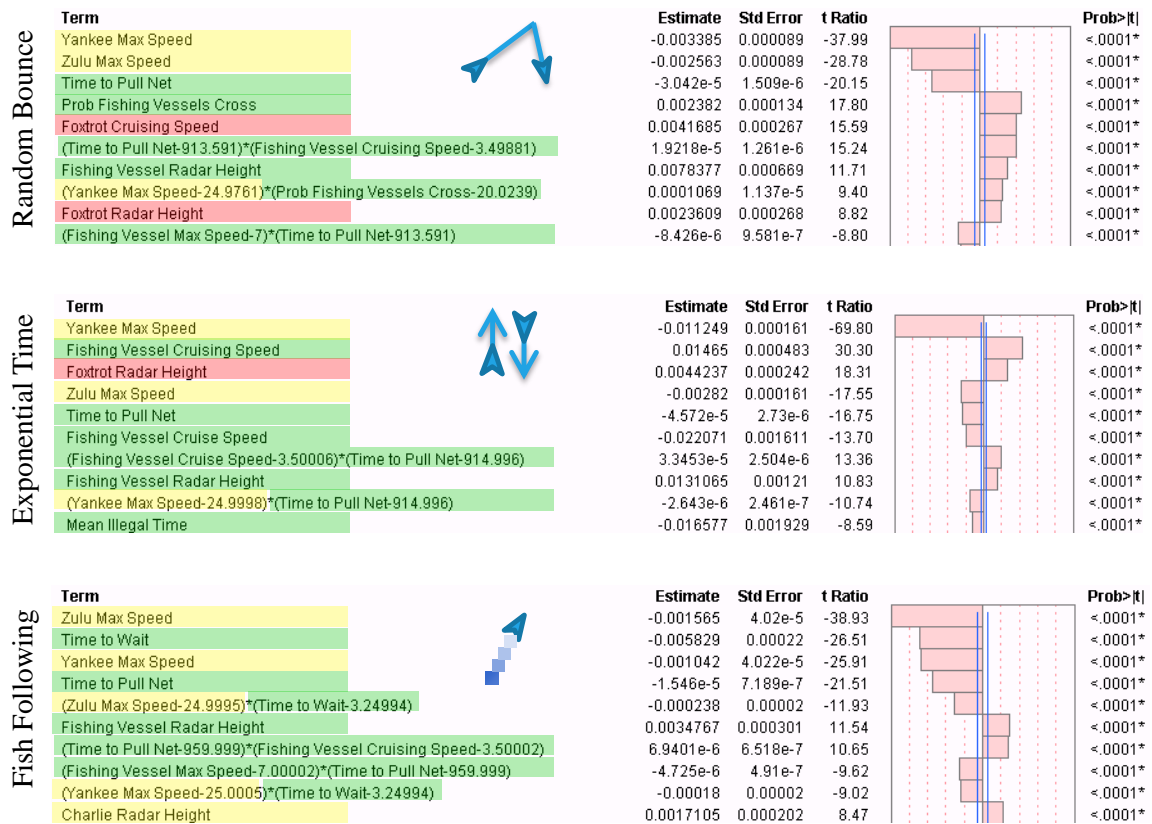 Random Bounce
Term Estimate Std Error t Ratio Prob>|t|
Yankee Max Speed -0.003385 0.000089 -37.99 <.0001*
Zulu Max Speed -0.002563 0.000089 -28.78 <.0001*
Time to Pull Net -3.042e-5 1.509e-6 -20.15 <.0001*
Prob Fishing Vessels Cross 0.002382 0.000134 17.80 <.0001*
Foxtrot Cruising Speed 0.0041685 0.000267 15.59 <.0001*
(Time to Pull Net-913.591)*(Fishing Vessel Cruising Speed-3.49881) 1.9218e-5 1.261e-6 15.24 <.0001*
Fishing Vessel Radar Height 0.0078377 0.000669 11.71 <.0001*
(Yankee Max Speed-24.9761)*(Prob Fishing Vessels Cross-20.0239) 0.0001069 1.137e-5 9.40 <.0001*
Foxtrot Radar Height 0.0023609 0.000268 8.82 <.0001*
(Fishing Vessel Max Speed-7)*(Time to Pull Net-913.591) -8.426e-6 9.581e-7 -8.80 <.0001*
Exponential Time
Term Estimate Std Error t Ratio Prob>|t|
Yankee Max Speed -0.011249 0.000161 -69.80 <.0001*
Fishing Vessel Cruising Speed 0.01465 0.000483 30.30 <.0001*
Foxtrot Radar Height 0.0044237 0.000242 18.31 <.0001*
Zulu Max Speed -0.00282 0.000161 -17.55 <.0001*
Time to Pull Net -4.572e-5 2.73e-6 -16.75 <.0001*
Fishing Vessel Cruise Speed -0.022071 0.001611 -13.70 <.0001*
(Fishing Vessel Cruise Speed-3.50006)*(Time to Pull Net-914.996) 3.3453e-5 2.504e-6 13.36 <.0001*
Fishing Vessel Radar Height 0.0131065 0.00121 10.83 <.0001*
(Yankee Max Speed-24.9998)*(Time to Pull Net-914.996) -2.643e-6 2.461e-7 -10.74 <.0001*
Mean Illegal Time -0.016577 0.001929 -8.59 <.0001*
Fish Following
Term Estimate Std Error t Ratio Prob>|t|
Zulu Max Speed -0.001565 4.02e-5 -38.93 <.0001*
Time to Wait -0.005829 0.00022 -26.51 <.0001*
Yankee Max Speed -0.001042 4.022e-5 -25.91 <.0001*
Time to Pull Net -1.546e-5 7.189e-7 -21.51 <.0001*
(Zulu Max Speed-24.9995)*(Time to Wait-3.24994) -0.000238 0.00002 -11.93 <.0001*
Fishing Vessel Radar Height 0.0034767 0.000301 11.54 <.0001*
(Time to Pull Net-959.999)*(Fishing Vessel Cruising Speed-3.50002) 6.9401e-6 6.518e-7 10.65 <.0001*
(Fishing Vessel Max Speed-7.00002)*(Time to Pull Net-959.999) -4.725e-6 4.91e-7 -9.62 <.0001*
(Yankee Max Speed-25.0005)*(Time to Wait-3.24994) -0.00018 0.00002 -9.02 <.0001*
Charlie Radar Height 0.0017105 0.000202 8.47 <.0001*